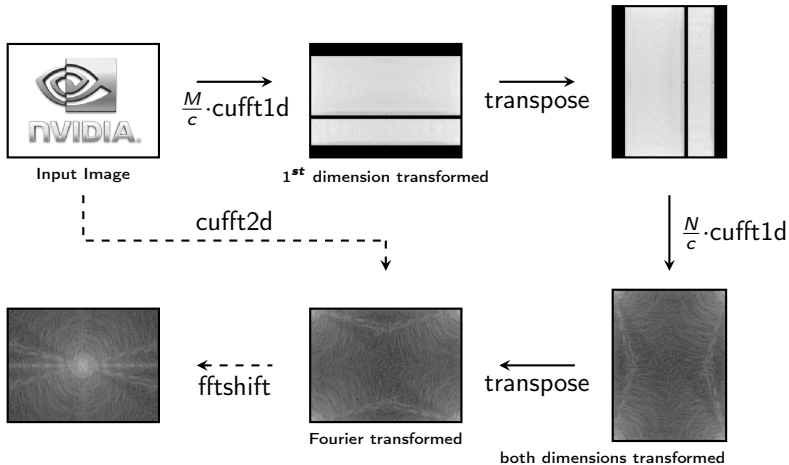 nVIDIA.
M/c·cufft1d
transpose
Input Image
1st dimension transformed
cufft2d
N/c·cufft1d
fftshift
transpose
Fourier transformed
both dimensions transformed